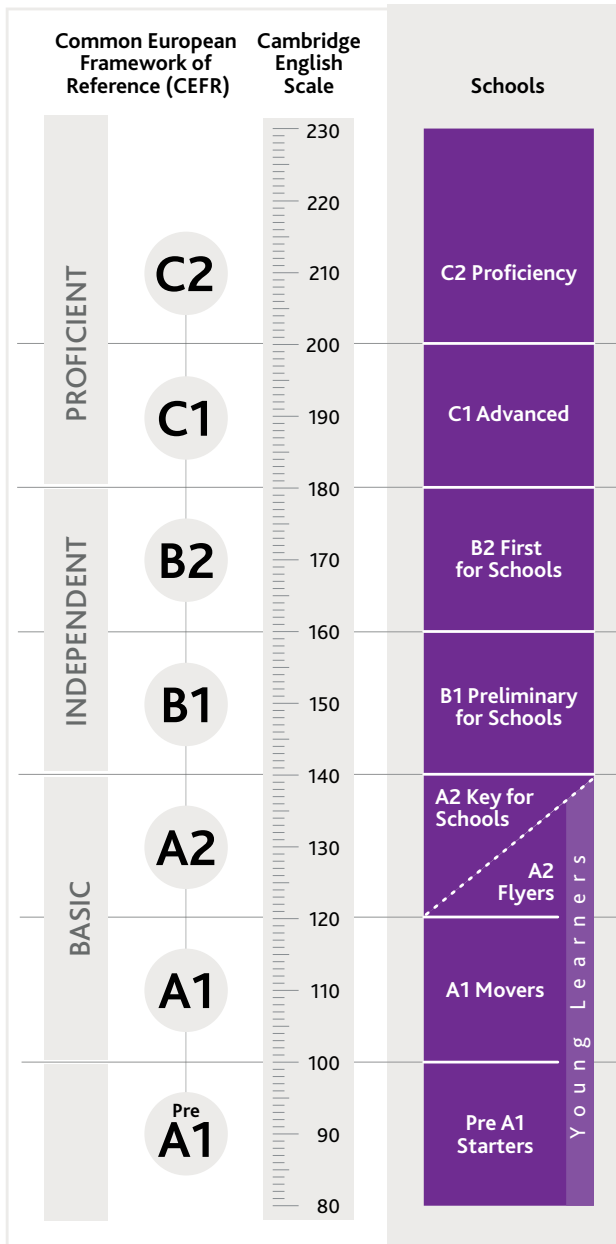 Common European
Framework of
Reference (CEFR)
Cambridge
English
Scale
Schools
PROFICIENT
INDEPENDENT
BASIC
C2
C1
B2
B1
A2
A1
Pre
A1
230
220
210
200
190
180
170
160
150
140
130
120
110
100
90
80
C2 Proficiency
C1 Advanced
B2 First
for Schools
B1 Preliminary
for Schools
A2 Key for
Schools
A2
Flyers
A1 Movers
Pre A1
Starters
Young Learners